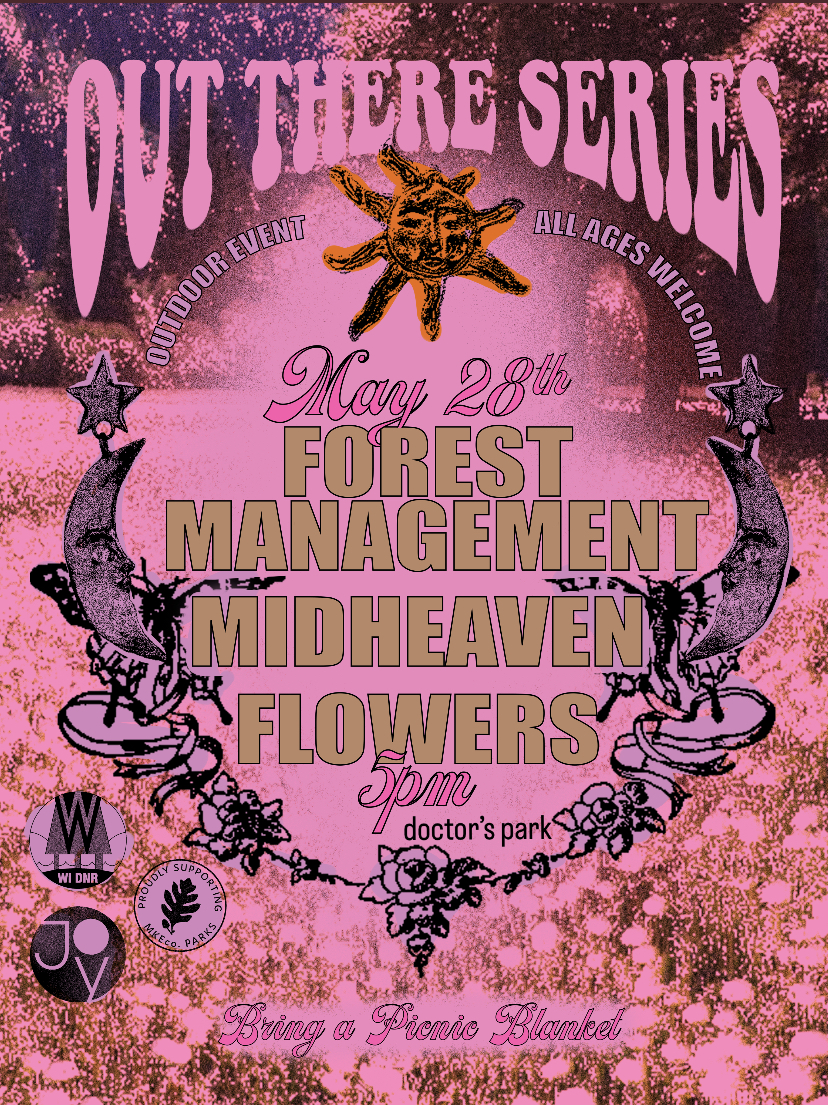 OUT THERE SERIES
OUTDOOR EVENT
ALL AGES WELCOME
May 28th
FOREST
MANAGEMENT
MIDHEAVEN
FLOWERS
5pm
doctor's park
W
WI DNR
PROUDLY SUPPORTING
MKEco. PARKS
JOY
Bring a Picnic Blanket